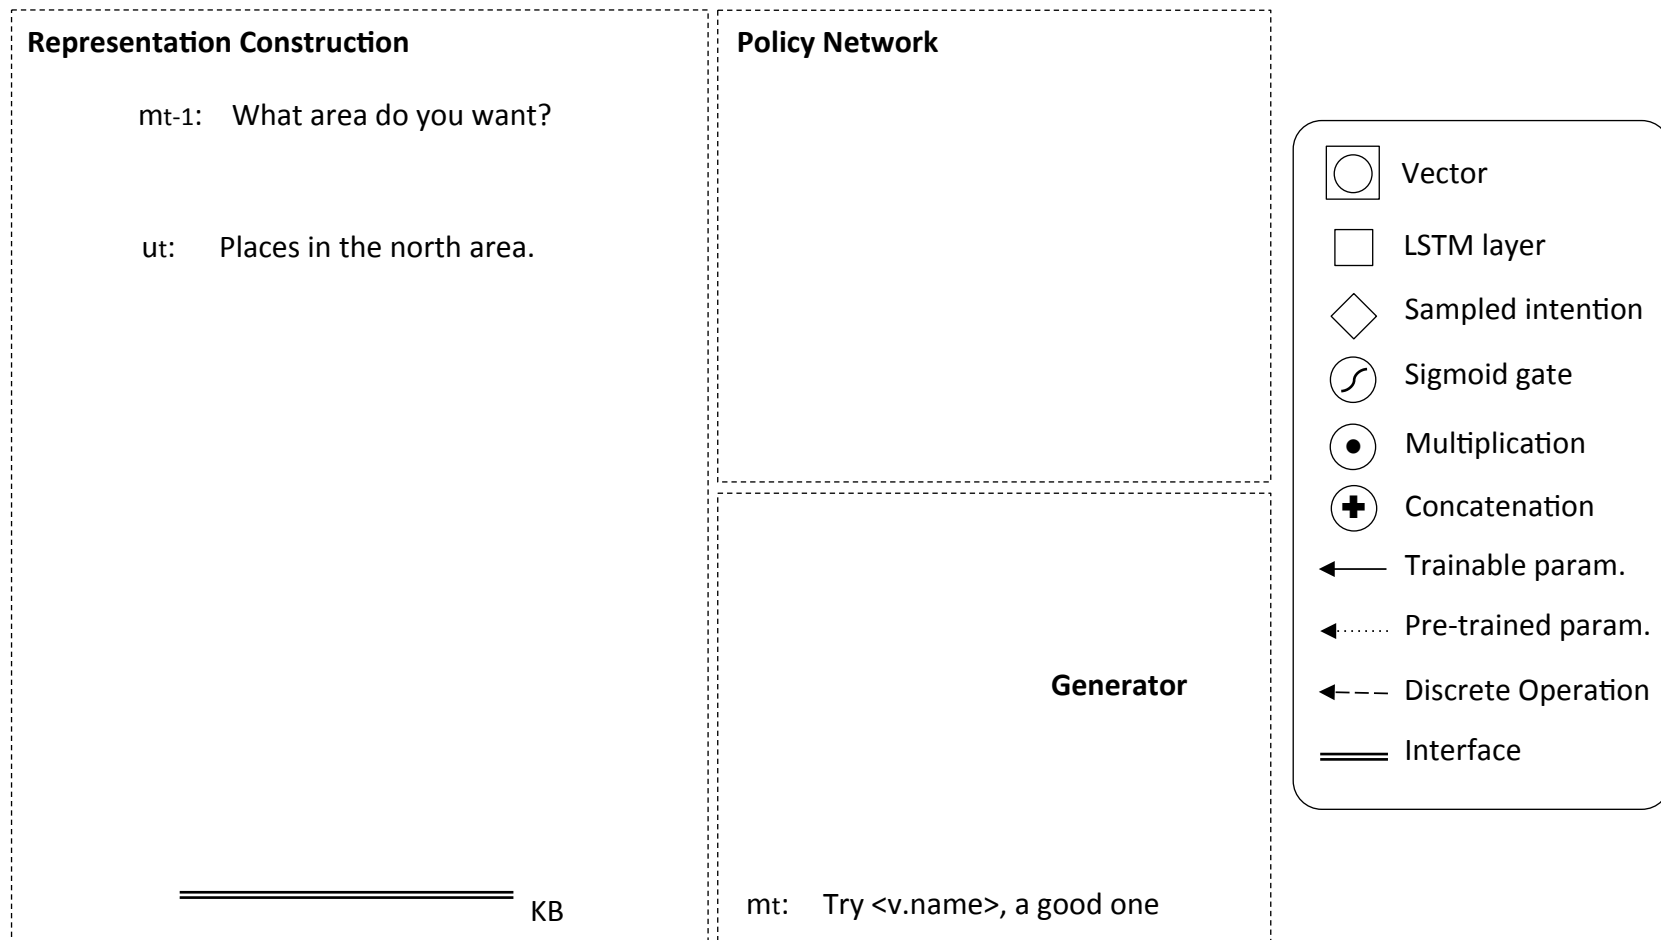 Representation Construction
mt-1: What area do you want?
ut: Places in the north area.
KB
Policy Network
Generator
mt: Try <v.name>, a good one
Vector
LSTM layer
Sampled intention
Sigmoid gate
Multiplication
Concatenation
Trainable param.
Pre-trained param.
Discrete Operation
Interface